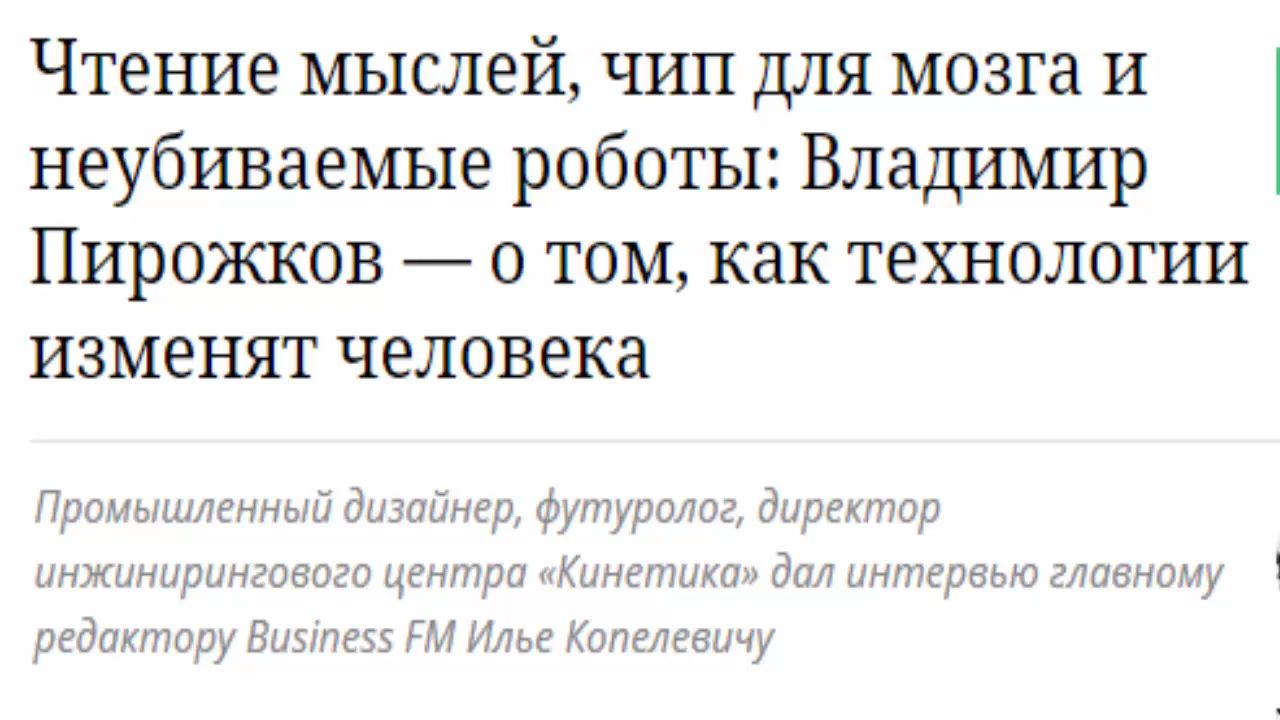 Чтение мыслей, чип для мозга и
неубиваемые роботы: Владимир
Пирожков — о том, как технологии
изменят человека
Промышленный дизайнер, футуролог, директор
инжинирингового центра «Кинетика» дал интервью главному
редактору Business FM Илье Копелевичу